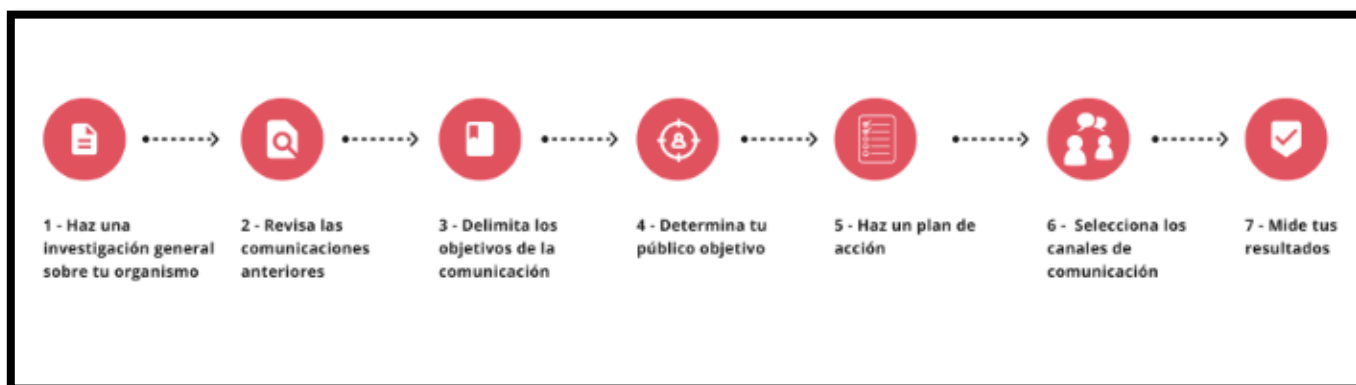 1 - Haz una
investigación general
sobre tu organismo
2 - Revisa las
comunicaciones
anteriores
3 - Delimita los
objetivos de la
comunicación
4 - Determina tu
público objetivo
5 - Haz un plan de
acción
6 - Selecciona los
canales de
comunicación
7 - Mide tus
resultados